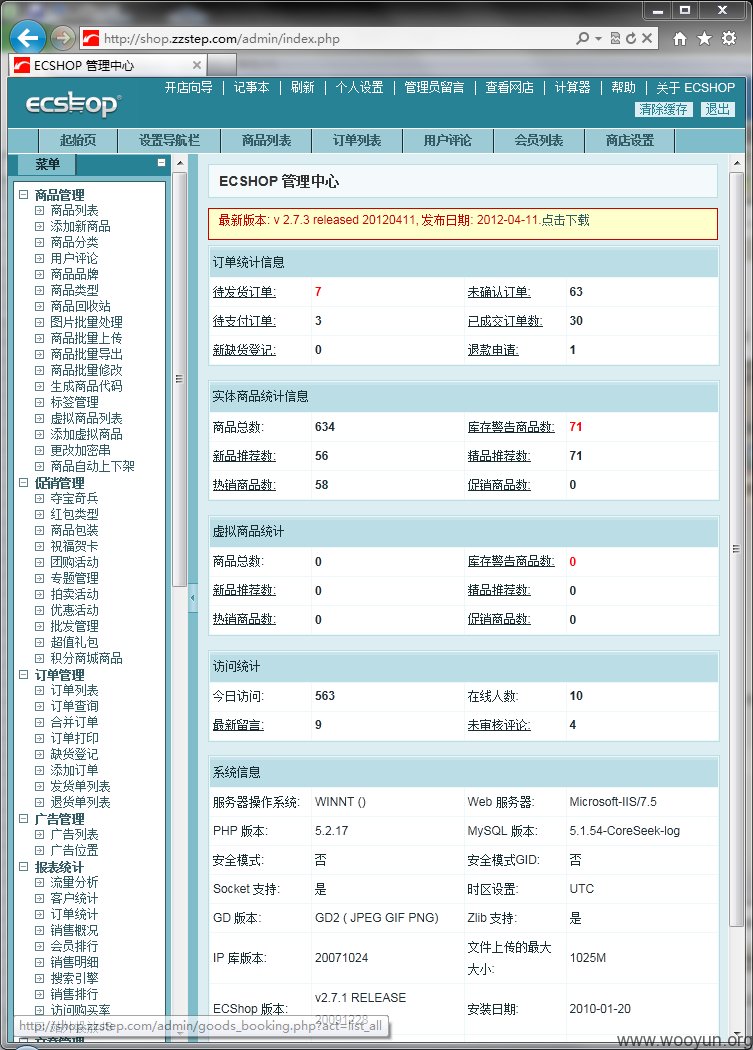 http://shop.zzstep.com/admin/index.php
ECSHOP 管理中心
ecshop
开店向导 记事本 刷新 个人设置 管理员留言 查看网店 计算器 帮助 关于 ECSHOP
清除缓存 退出
起始页 设置导航栏 商品列表 订单列表 用户评论 会员列表 商店设置
菜单
商品管理
商品列表
添加新商品
商品分类
用户评论
商品品牌
商品类型
商品回收站
图片批量处理
商品批量上传
商品批量导出
商品批量修改
生成商品代码
标签管理
虚拟商品列表
添加虚拟商品
更改加密串
商品自动上下架
促销管理
夺宝奇兵
红包类型
商品包装
祝福贺卡
团购活动
专题管理
拍卖活动
优惠活动
批发管理
超值礼包
积分商城商品
订单管理
订单列表
订单查询
合并订单
订单打印
缺货登记
添加订单
发货单列表
退货单列表
广告管理
广告列表
广告位置
报表统计
流量分析
客户统计
订单统计
销售概况
会员排行
销售明细
搜索引擎
销售排行
访问购买率
http://shop.zzstep.com/admin/goods_booking.php?act=list_all
ECSHOP 管理中心
最新版本: v 2.7.3 released 20120411, 发布日期: 2012-04-11.点击下载
订单统计信息
待发货订单: 7 未确认订单: 63
待支付订单: 3 已成交订单数: 30
新缺货登记: 0 退款申请: 1
实体商品统计信息
商品总数: 634 库存警告商品数: 71
新品推荐数: 56 精品推荐数: 71
热销商品数: 58 促销商品数: 0
虚拟商品统计
商品总数: 0 库存警告商品数: 0
新品推荐数: 0 精品推荐数: 0
热销商品数: 0 促销商品数: 0
访问统计
今日访问: 563 在线人数: 10
最新留言: 9 未审核评论: 4
系统信息
服务器操作系统: WINNT () Web 服务器: Microsoft-IIS/7.5
PHP 版本: 5.2.17 MySQL 版本: 5.1.54-CoreSeek-log
安全模式: 否 安全模式GID: 否
Socket 支持: 是 时区设置: UTC
GD 版本: GD2 ( JPEG GIF PNG) Zlib 支持: 是
IP 库版本: 20071024 文件上传的最大大小: 1025M
ECShop 版本: v2.7.1 RELEASE 20091228 安装日期: 2010-01-20
www.wooyun.org